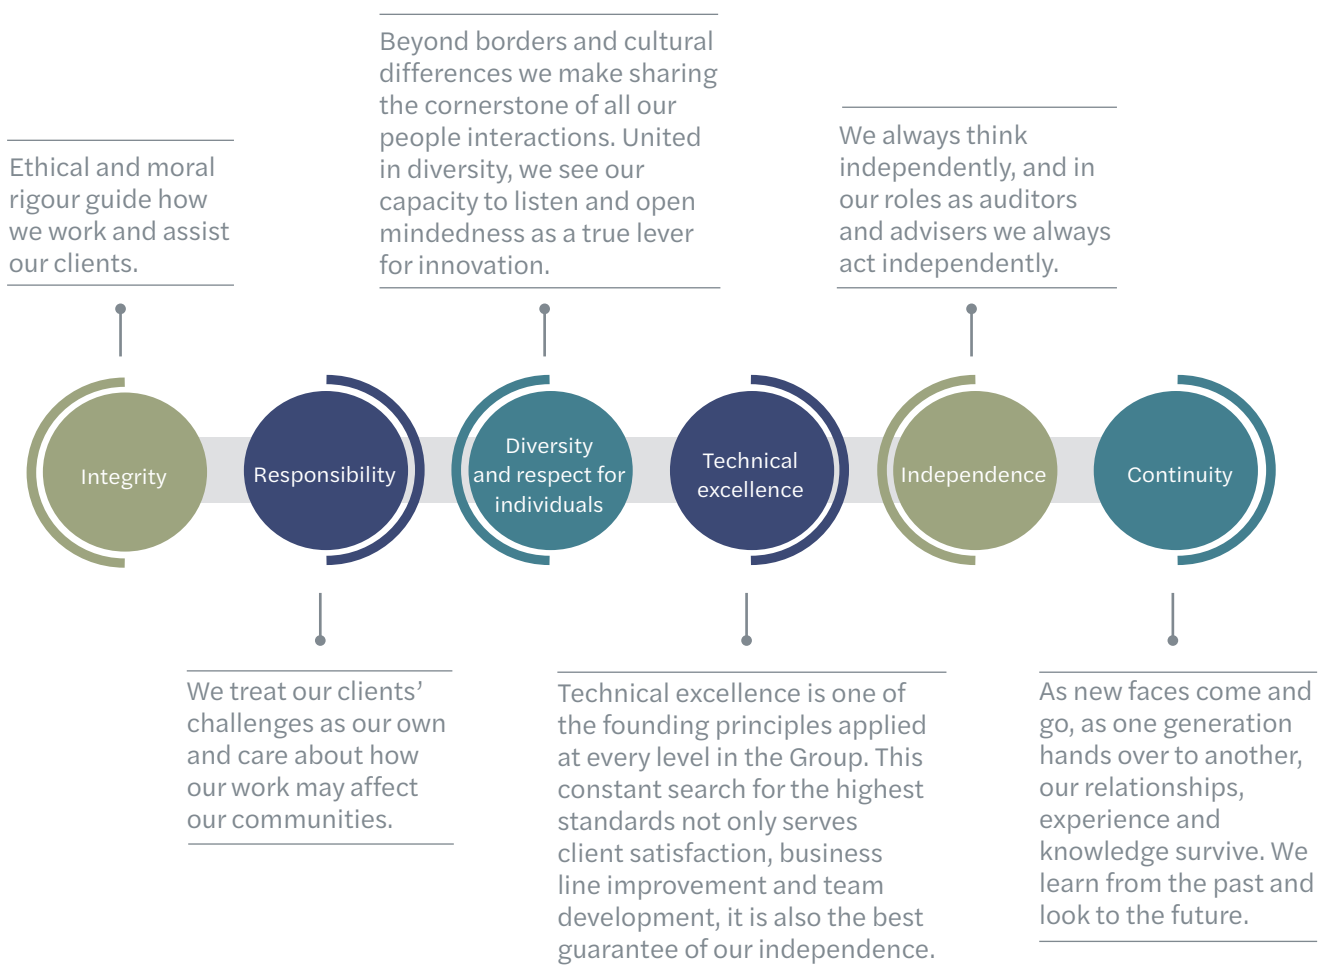 Beyond borders and cultural
differences we make sharing
the cornerstone of all our
people interactions. United
in diversity, we see our
capacity to listen and open
mindedness as a true lever
for innovation.
We always think
independently, and in
our roles as auditors
and advisers we always
act independently.
Ethical and moral
rigour guide how
we work and assist
our clients.
Integrity
Responsibility
Diversity
and respect for
individuals
Technical
excellence
Independence
Continuity
We treat our clients’
challenges as our own
and care about how
our work may affect
our communities.
Technical excellence is one of
the founding principles applied
at every level in the Group. This
constant search for the highest
standards not only serves
client satisfaction, business
line improvement and team
development, it is also the best
guarantee of our independence.
As new faces come and
go, as one generation
hands over to another,
our relationships,
experience and
knowledge survive. We
learn from the past and
look to the future.